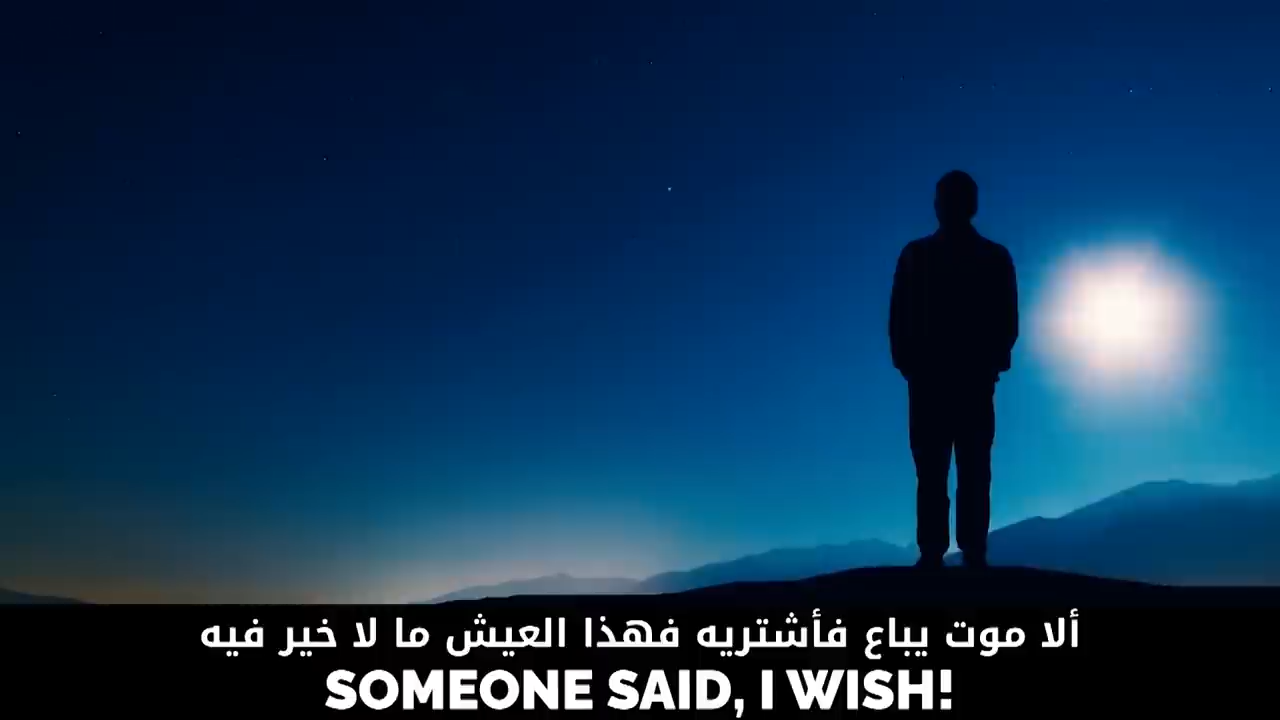 ألا موت يباع فأشتريه فهذا العيش ما لا خير فيه
SOMEONE SAID, I WISH!